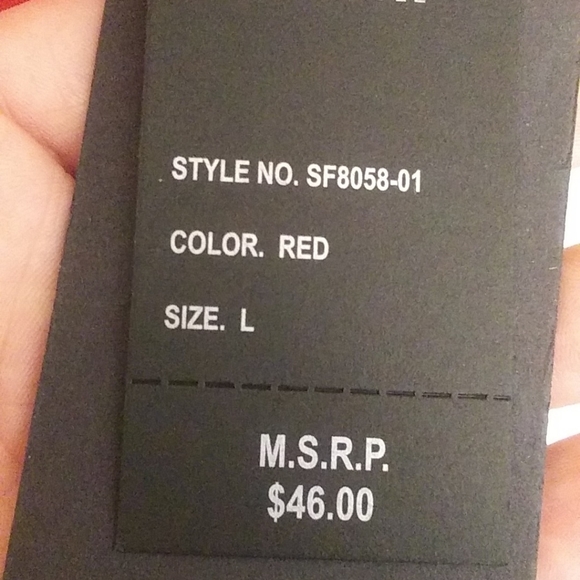 STYLE NO. SF8058-01
COLOR. RED
SIZE. L
M.S.R.P.
$46.00